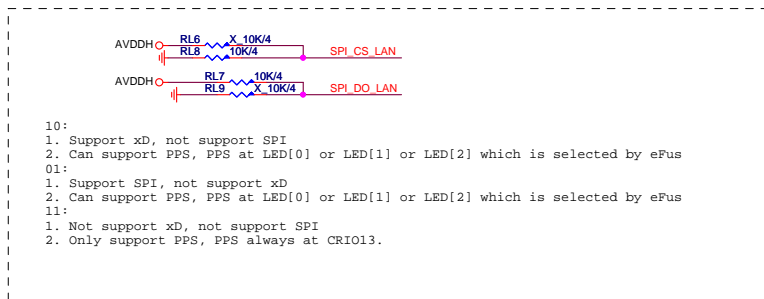 AVDDH RL6 X_10K/4
RL8 10K/4 SPI_CS_LAN
AVDDH RL7 10K/4
RL9 X_10K/4 SPI_DO_LAN
10:
1. Support xD, not support SPI
2. Can support PPS, PPS at LED[0] or LED[1] or LED[2] which is selected by eFus
01:
1. Support SPI, not support xD
2. Can support PPS, PPS at LED[0] or LED[1] or LED[2] which is selected by eFus
11:
1. Not support xD, not support SPI
2. Only support PPS, PPS always at CRIO13.